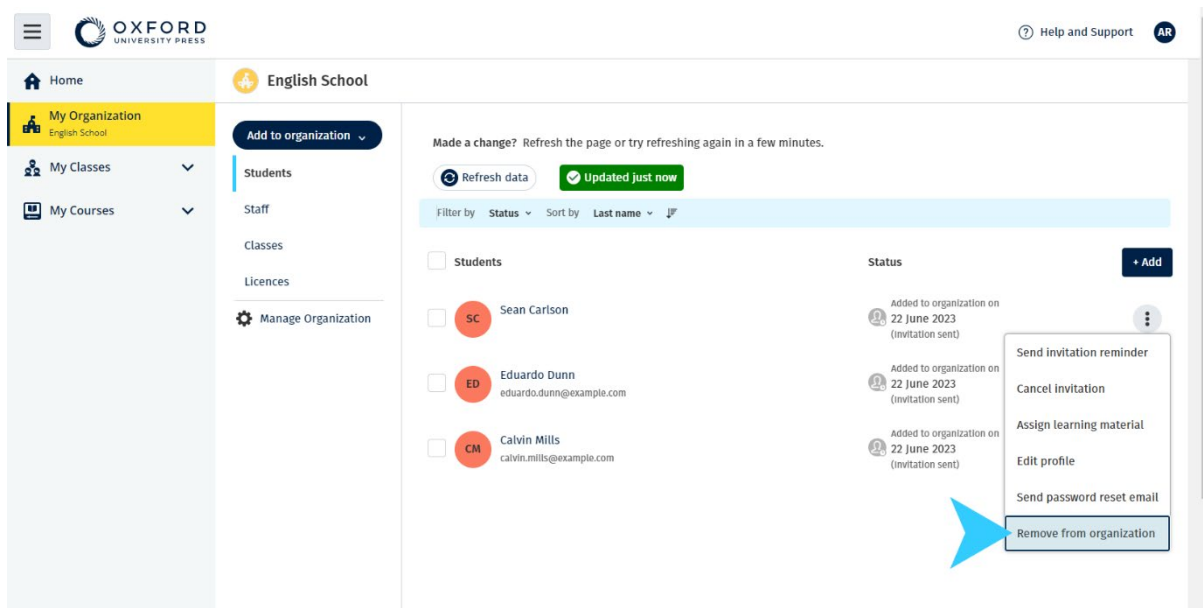 OXFORD
UNIVERSITY PRESS
Help and Support
AR
Home
My Organization
English School
My Classes
My Courses
English School
Add to organization
Students
Staff
Classes
Licences
Manage Organization
Made a change? Refresh the page or try refreshing again in a few minutes.
Refresh data
Updated just now
Filter by Status Sort by Last name
Students
Status
+ Add
SC
Sean Carlson
Added to organization on
22 June 2023
(invitation sent)
ED
Eduardo Dunn
eduardo.dunn@example.com
Added to organization on
22 June 2023
(invitation sent)
CM
Calvin Mills
calvin.mills@example.com
Added to organization on
22 June 2023
(invitation sent)
Send invitation reminder
Cancel invitation
Assign learning material
Edit profile
Send password reset email
Remove from organization